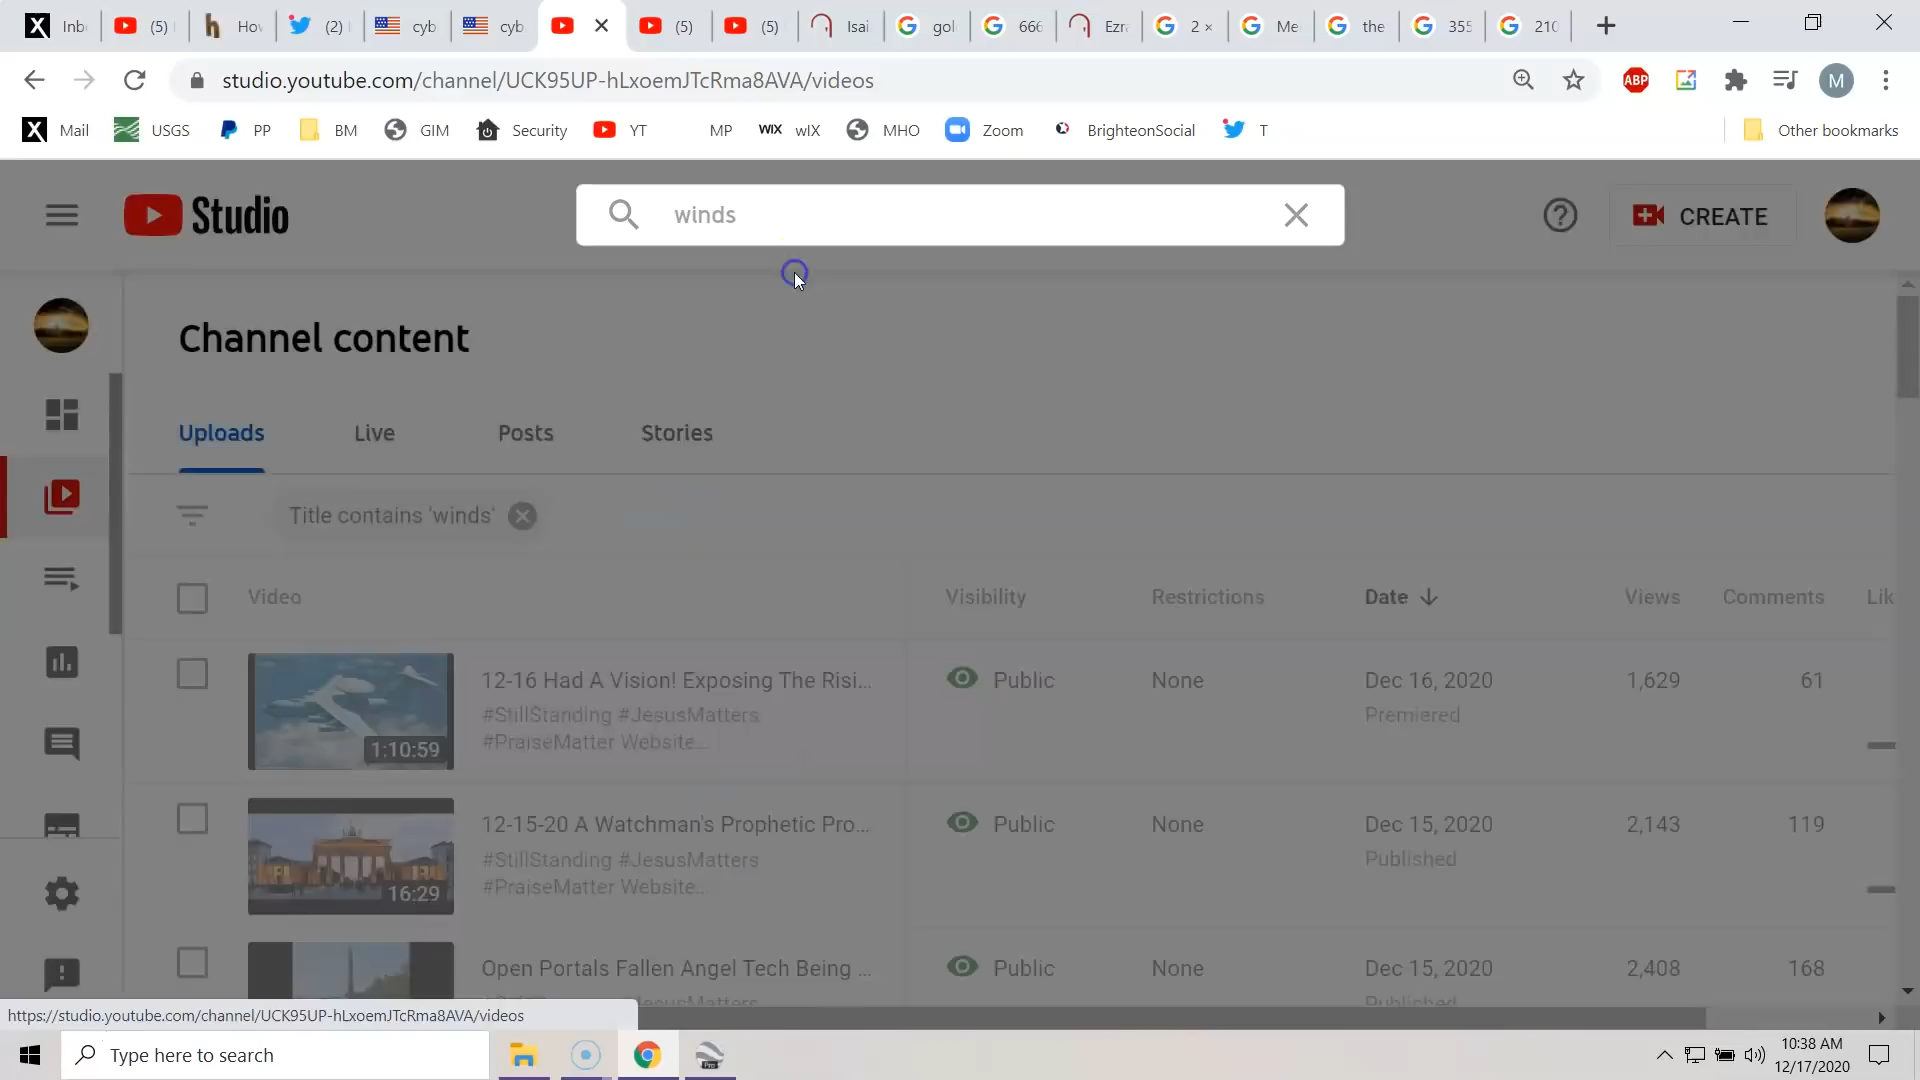 Inb (5) Hov (2) cyb cyb (5) (5) Isai gol 666 Ezra 2 × Me the 355 210
studio.youtube.com/channel/UCK95UP-hLxoemJTcRma8AVA/videos ABP M
X Mail USGS PP BM GIM Security YT MP WIX wIX MHO Zoom BrighteonSocial T Other bookmarks
Studio winds CREATE
Channel content
Uploads Live Posts Stories
Title contains 'winds'
Video Visibility Restrictions Date Views Comments Lik
12-16 Had A Vision! Exposing The Risi... Public None Dec 16, 2020 1,629 61
#StillStanding #JesusMatters Premiered
#PraiseMatter Website...
1:10:59
12-15-20 A Watchman's Prophetic Pro... Public None Dec 15, 2020 2,143 119
#StillStanding #JesusMatters Published
#PraiseMatter Website...
16:29
Open Portals Fallen Angel Tech Being ... Public None Dec 15, 2020 2,408 168
https://studio.youtube.com/channel/UCK95UP-hLxoemJTcRma8AVA/videos
Type here to search 10:38 AM
12/17/2020